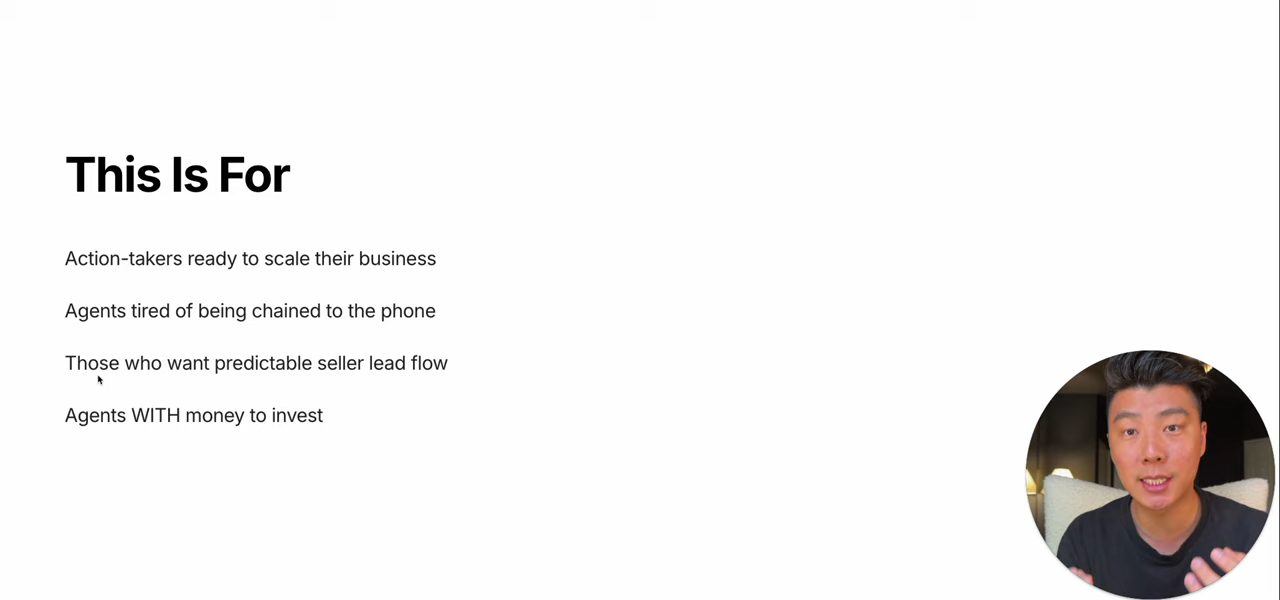 This Is For
Action-takers ready to scale their business
Agents tired of being chained to the phone
Those who want predictable seller lead flow
Agents WITH money to invest